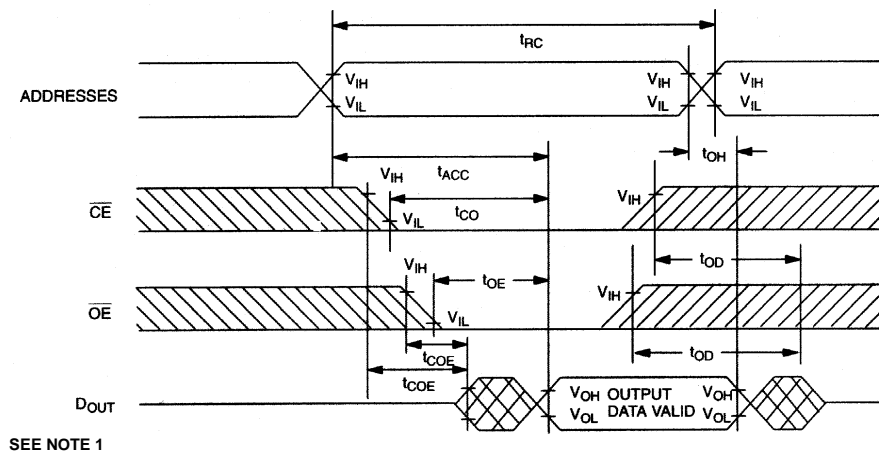 tRC
ADDRESSES
VIH
VIL
VIH
VIL
VIH
VIL
tOH
tACC
CE
VIH
tCO
VIL
VIH
tOD
OE
VIH
tOE
VIL
VIH
tOD
tCOE
tCOE
DOUT
VOH OUTPUT VOH
VOL DATA VALID VOL
SEE NOTE 1